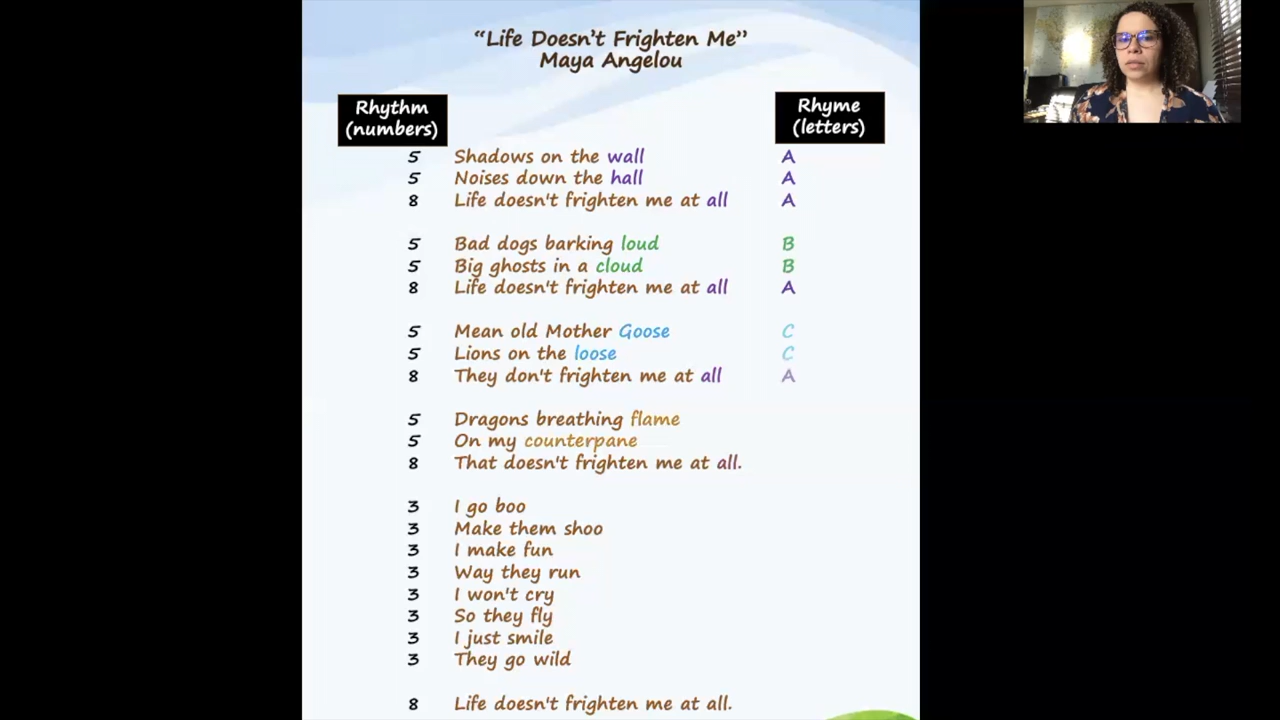 “Life Doesn’t Frighten Me”
Maya Angelou
Rhythm
(numbers)
Rhyme
(letters)
5 Shadows on the wall A
5 Noises down the hall A
8 Life doesn't frighten me at all A
5 Bad dogs barking loud B
5 Big ghosts in a cloud B
8 Life doesn't frighten me at all A
5 Mean old Mother Goose C
5 Lions on the loose C
8 They don't frighten me at all A
5 Dragons breathing flame
5 On my counterpane
8 That doesn't frighten me at all.
3 I go boo
3 Make them shoo
3 I make fun
3 Way they run
3 I won't cry
3 So they fly
3 I just smile
3 They go wild
8 Life doesn't frighten me at all.